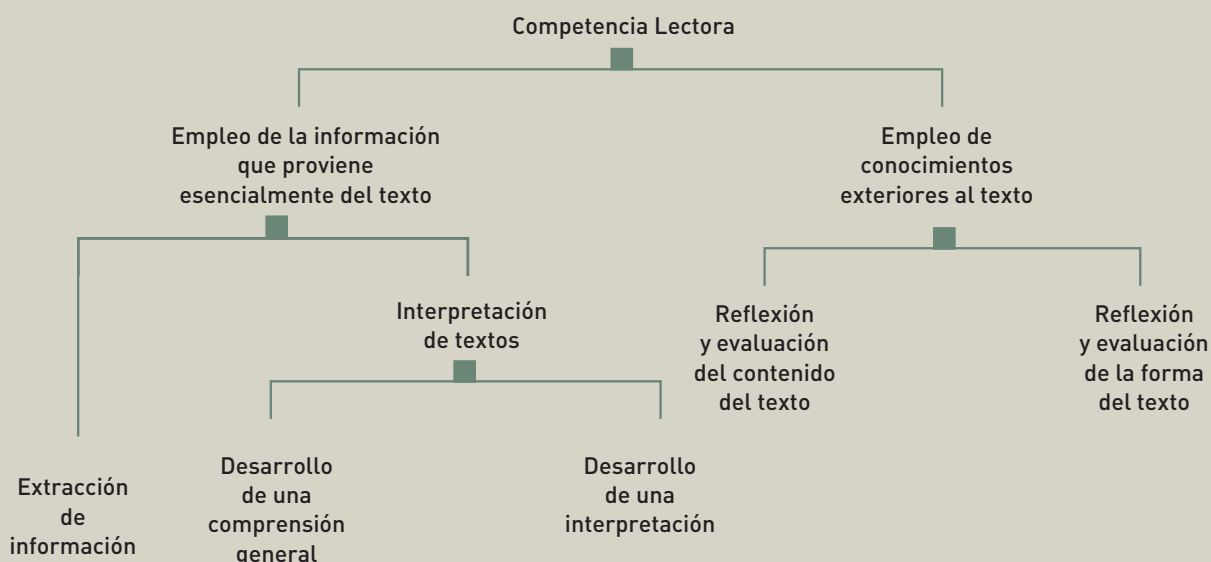 Competencia Lectora
Empleo de la información
que proviene
esencialmente del texto
Empleo de
conocimientos
exteriores al texto
Interpretación
de textos
Reflexión
y evaluación
del contenido
del texto
Reflexión
y evaluación
de la forma
del texto
Extracción
de
información
Desarrollo
de una
comprensión
general
Desarrollo
de una
interpretación